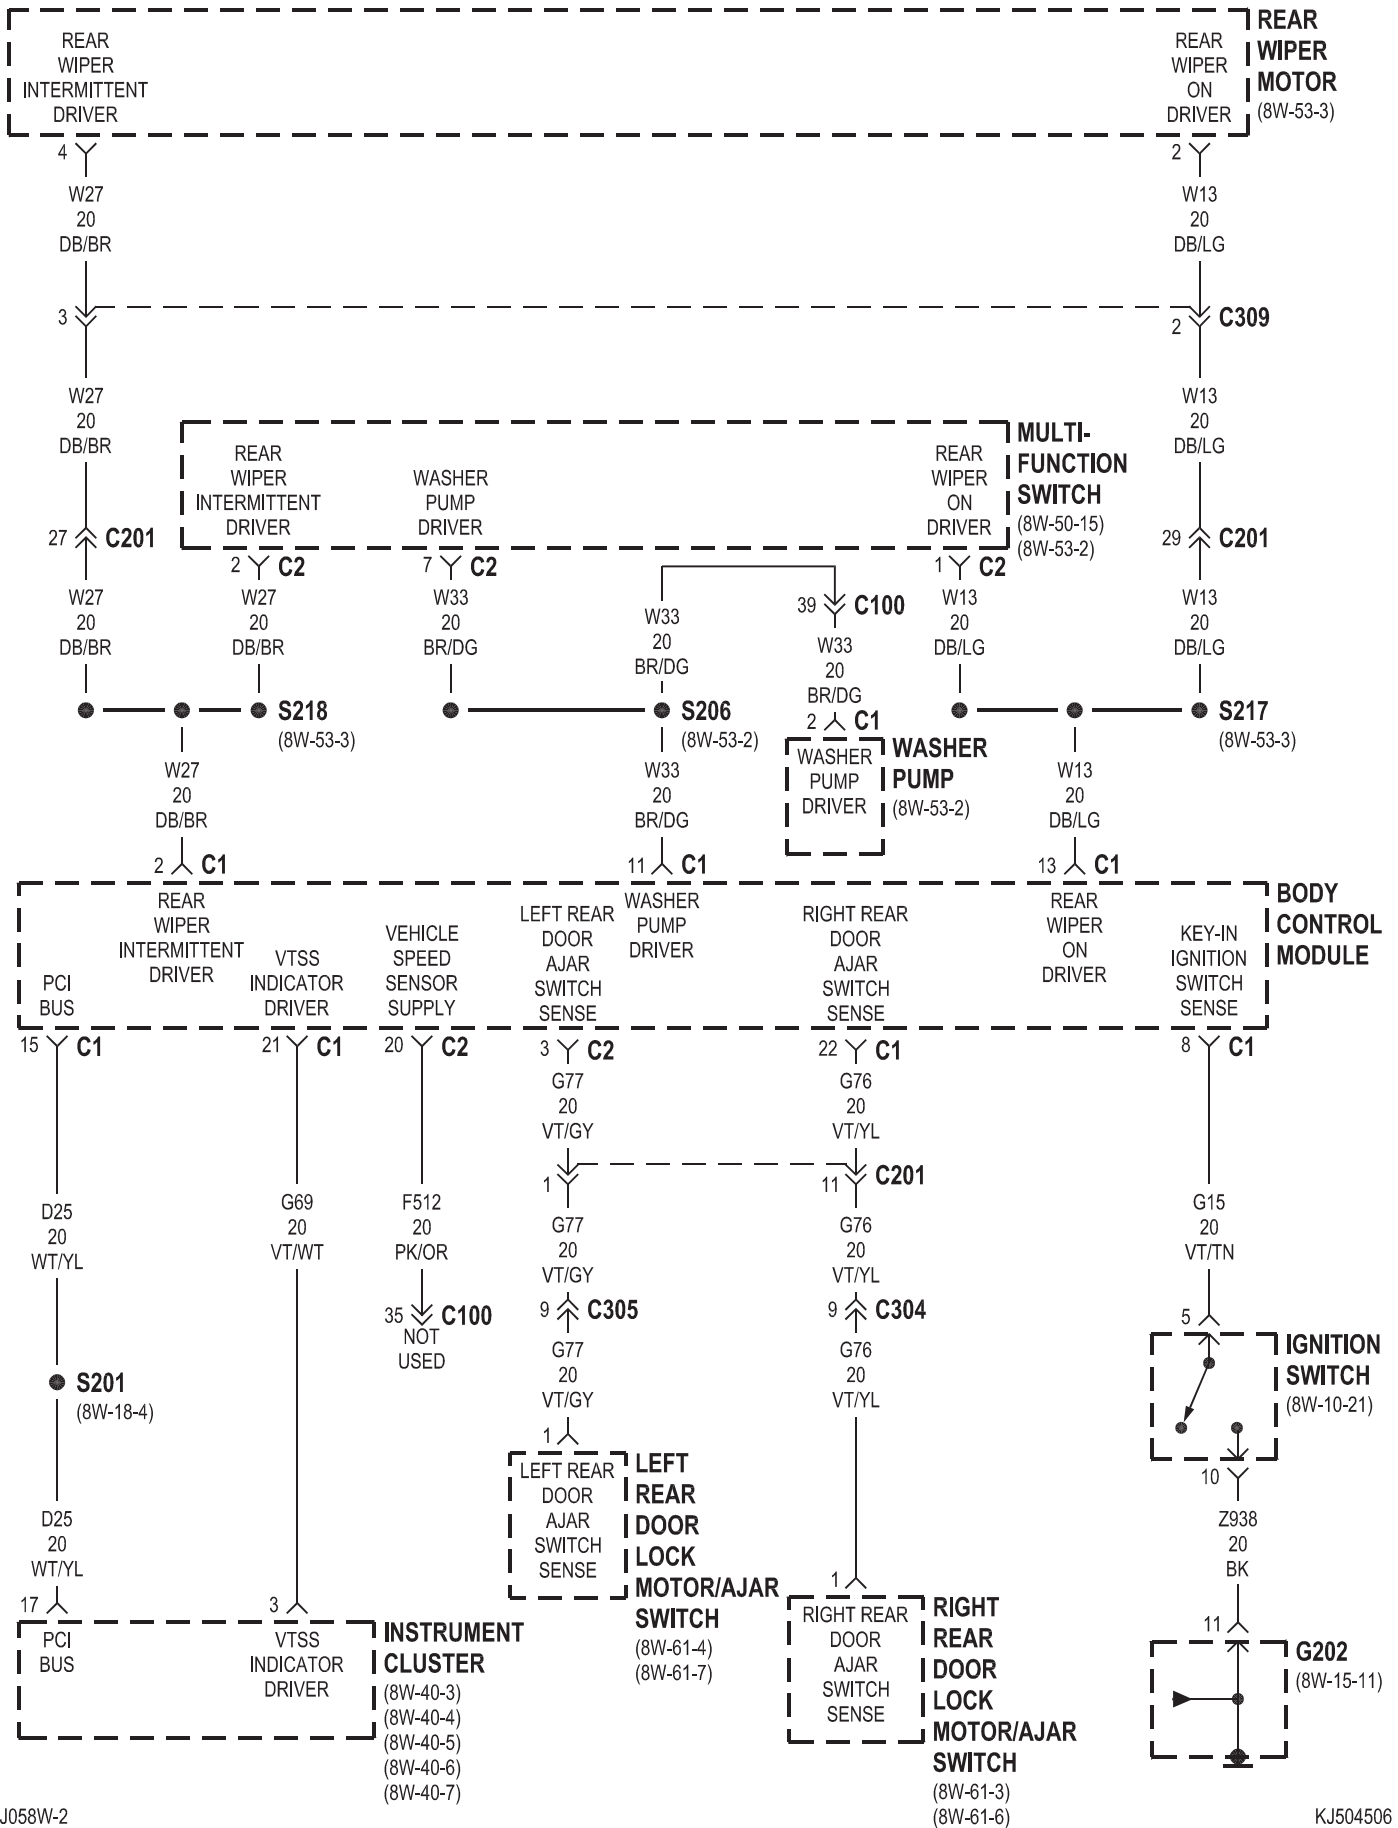 REAR
WIPER
INTERMITTENT
DRIVER
REAR
WIPER
ON
DRIVER
REAR
WIPER
MOTOR
(8W-53-3)
4
2
W27
20
DB/BR
W13
20
DB/LG
3
2
C309
W27
20
DB/BR
W13
20
DB/LG
REAR
WIPER
INTERMITTENT
DRIVER
WASHER
PUMP
DRIVER
REAR
WIPER
ON
DRIVER
MULTI-
FUNCTION
SWITCH
(8W-50-15)
(8W-53-2)
27
C201
29
C201
2
C2
7
C2
1
C2
W27
20
DB/BR
W27
20
DB/BR
W33
20
BR/DG
W33
20
BR/DG
39
C100
W33
20
BR/DG
W13
20
DB/LG
W13
20
DB/LG
S218
(8W-53-3)
S206
(8W-53-2)
2
C1
S217
(8W-53-3)
WASHER
PUMP
DRIVER
WASHER
PUMP
(8W-53-2)
W27
20
DB/BR
W33
20
BR/DG
W13
20
DB/LG
2
C1
11
C1
13
C1
PCI
BUS
REAR
WIPER
INTERMITTENT
DRIVER
VTSS
INDICATOR
DRIVER
VEHICLE
SPEED
SENSOR
SUPPLY
LEFT REAR
DOOR
AJAR
SWITCH
SENSE
WASHER
PUMP
DRIVER
RIGHT REAR
DOOR
AJAR
SWITCH
SENSE
REAR
WIPER
ON
DRIVER
KEY-IN
IGNITION
SWITCH
SENSE
BODY
CONTROL
MODULE
15
C1
21
C1
20
C2
3
C2
22
C1
8
C1
G77
20
VT/GY
G76
20
VT/YL
1
11
C201
D25
20
WT/YL
G69
20
VT/WT
F512
20
PK/OR
G77
20
VT/GY
G76
20
VT/YL
G15
20
VT/TN
35
C100
NOT
USED
9
C305
9
C304
5
G77
20
VT/GY
G76
20
VT/YL
S201
(8W-18-4)
IGNITION
SWITCH
(8W-10-21)
1
LEFT REAR
DOOR
AJAR
SWITCH
SENSE
LEFT
REAR
DOOR
LOCK
MOTOR/AJAR
SWITCH
(8W-61-4)
(8W-61-7)
10
D25
20
WT/YL
Z938
20
BK
17
3
1
11
PCI
BUS
VTSS
INDICATOR
DRIVER
INSTRUMENT
CLUSTER
(8W-40-3)
(8W-40-4)
(8W-40-5)
(8W-40-6)
(8W-40-7)
RIGHT REAR
DOOR
AJAR
SWITCH
SENSE
RIGHT
REAR
DOOR
LOCK
MOTOR/AJAR
SWITCH
(8W-61-3)
(8W-61-6)
G202
(8W-15-11)
J058W-2
KJ504506